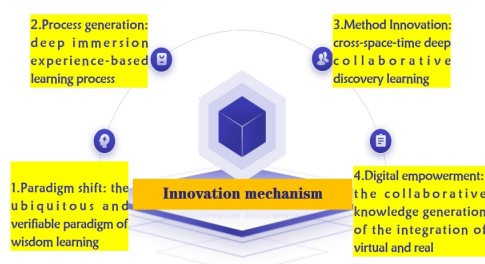 2.Process generation:
deep immersion
experience-based
learning process
3.Method Innovation:
cross-space-time deep
collaborative
discovery learning
1.Paradigm shift: the
ubiquitous and
verifiable paradigm of
wisdom learning
Innovation mechanism
4.Digital empowerment:
the collaborative
knowledge generation
of the integration of
virtual and real